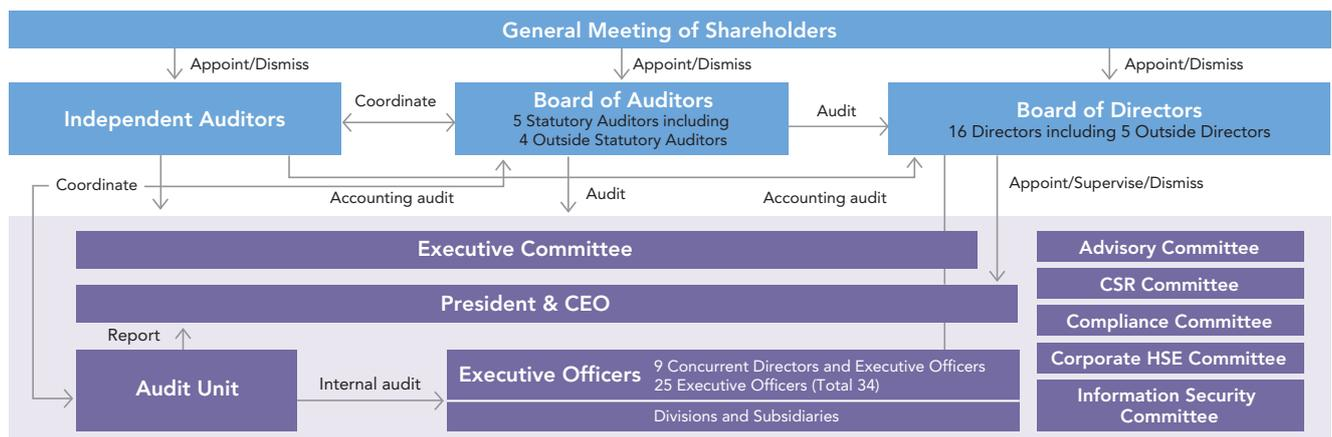 General Meeting of Shareholders
Appoint/Dismiss
Appoint/Dismiss
Appoint/Dismiss
Independent Auditors
Coordinate
Board of Auditors
5 Statutory Auditors including
4 Outside Statutory Auditors
Audit
Board of Directors
16 Directors including 5 Outside Directors
Coordinate
Accounting audit
Audit
Accounting audit
Appoint/Supervise/Dismiss
Executive Committee
President & CEO
Report
Audit Unit
Internal audit
Executive Officers
9 Concurrent Directors and Executive Officers
25 Executive Officers (Total 34)
Divisions and Subsidiaries
Advisory Committee
CSR Committee
Compliance Committee
Corporate HSE Committee
Information Security
Committee